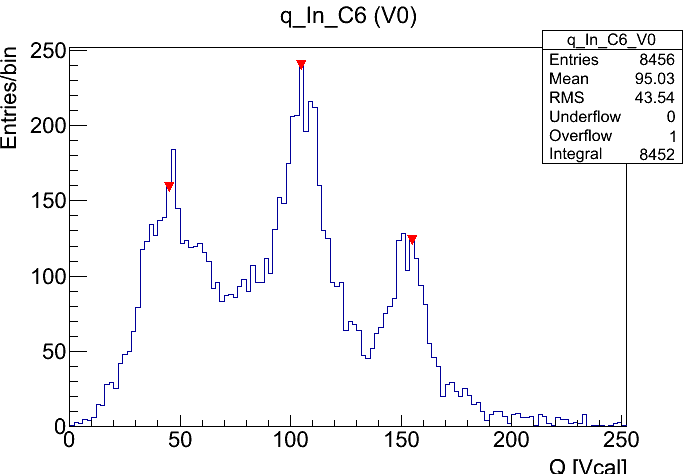 q_In_C6 (V0)
q_In_C6_V0
Entries 8456
Mean 95.03
RMS 43.54
Underflow 0
Overflow 1
Integral 8452
Entries/bin
250
200
150
100
50
0
0 50 100 150 200 250
Q [Vcal]